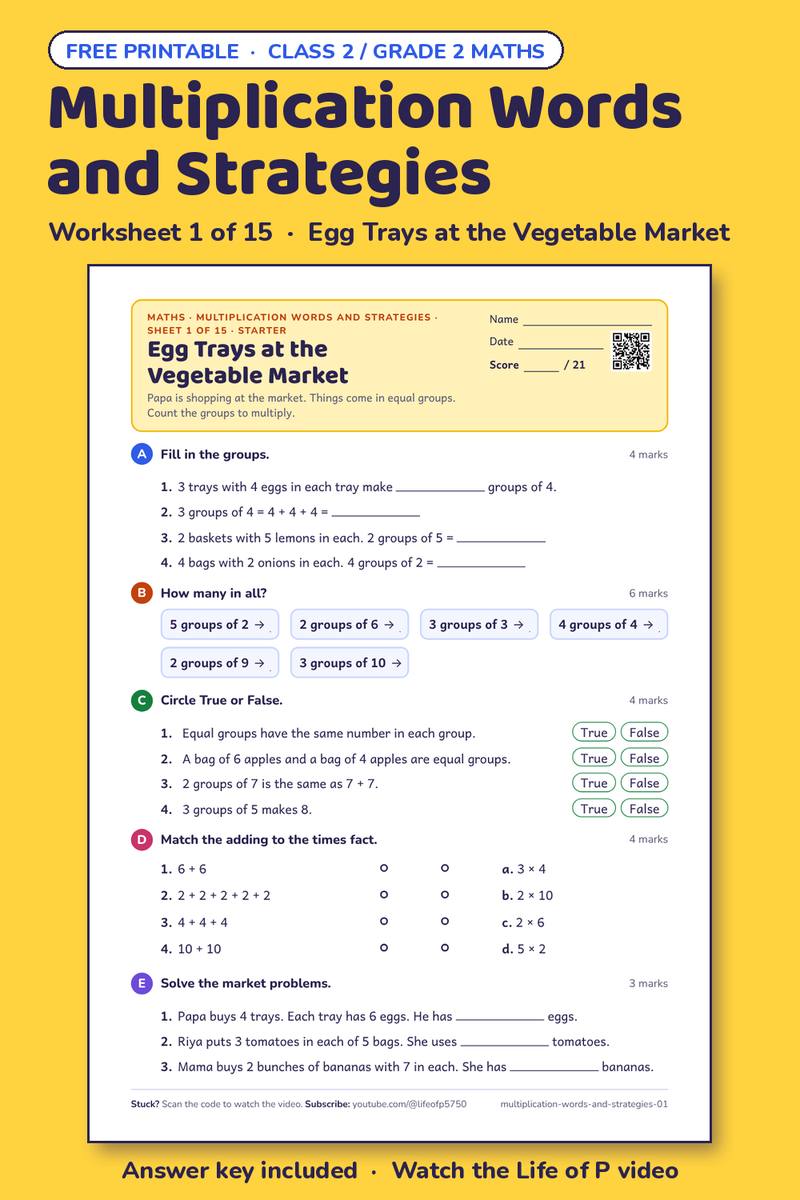 FREE PRINTABLE · CLASS 2 / GRADE 2 MATHS
Multiplication Words
and Strategies
Worksheet 1 of 15 · Egg Trays at the Vegetable Market
MATHS · MULTIPLICATION WORDS AND STRATEGIES ·
SHEET 1 OF 15 · STARTER
Egg Trays at the
Vegetable Market
Papa is shopping at the market. Things come in equal groups.
Count the groups to multiply.
Name ____________
Date ____________
Score ______ / 21
A Fill in the groups. 4 marks
1. 3 trays with 4 eggs in each tray make ____________ groups of 4.
2. 3 groups of 4 = 4 + 4 + 4 = ____________
3. 2 baskets with 5 lemons in each. 2 groups of 5 = ____________
4. 4 bags with 2 onions in each. 4 groups of 2 = ____________
B How many in all? 6 marks
5 groups of 2 → . 2 groups of 6 → . 3 groups of 3 → . 4 groups of 4 → .
2 groups of 9 → . 3 groups of 10 →
C Circle True or False. 4 marks
1. Equal groups have the same number in each group. True False
2. A bag of 6 apples and a bag of 4 apples are equal groups. True False
3. 2 groups of 7 is the same as 7 + 7. True False
4. 3 groups of 5 makes 8. True False
D Match the adding to the times fact. 4 marks
1. 6 + 6 a. 3 × 4
2. 2 + 2 + 2 + 2 + 2 b. 2 × 10
3. 4 + 4 + 4 c. 2 × 6
4. 10 + 10 d. 5 × 2
E Solve the market problems. 3 marks
1. Papa buys 4 trays. Each tray has 6 eggs. He has ____________ eggs.
2. Riya puts 3 tomatoes in each of 5 bags. She uses ____________ tomatoes.
3. Mama buys 2 bunches of bananas with 7 in each. She has ____________ bananas.
Stuck? Scan the code to watch the video. Subscribe: youtube.com/@lifeofp5750 multiplication-words-and-strategies-01
Answer key included · Watch the Life of P video